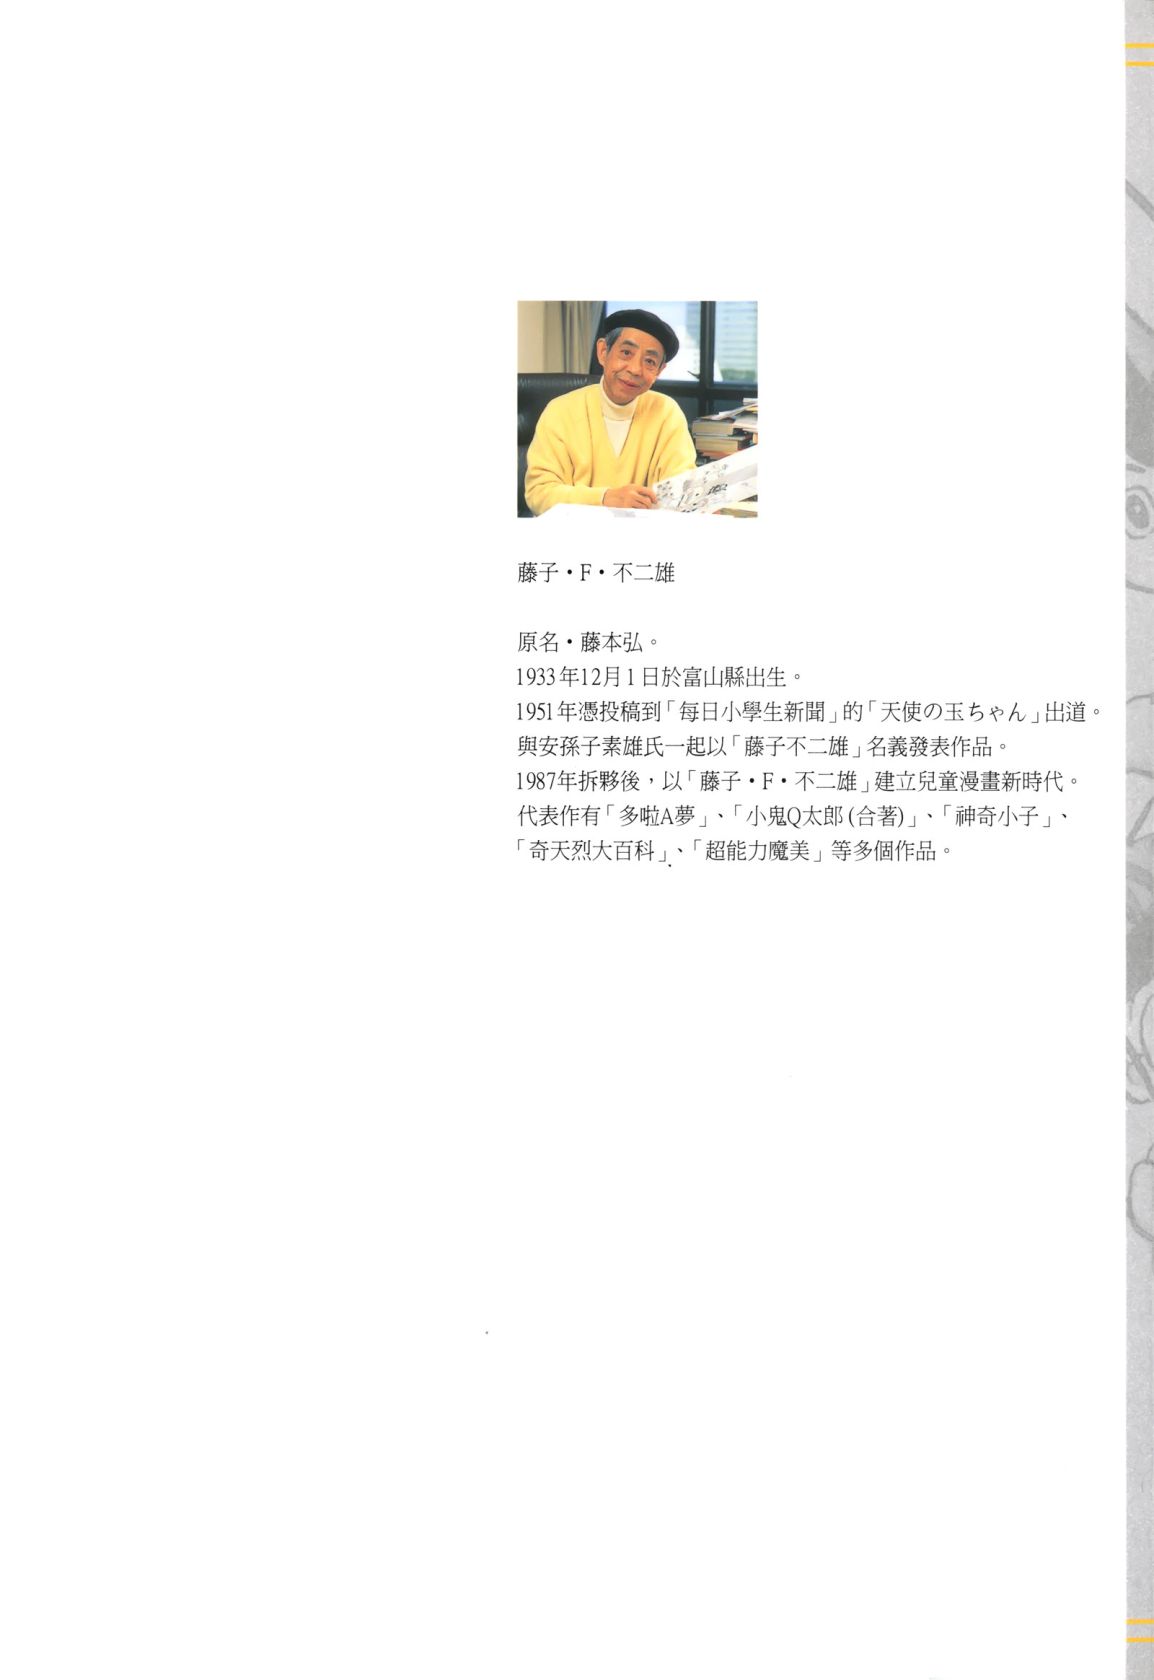 藤子・F・不二雄
原名・藤本弘。
1933年12月1日於富山縣出生。
1951年憑投稿到「每日小學生新聞」的「天使の玉ちゃん」出道。
與安孫子素雄氏一起以「藤子不二雄」名義發表作品。
1987年拆夥後，以「藤子・F・不二雄」建立兒童漫畫新時代。
代表作有「多啦A夢」、「小鬼Q太郎(合著)」、「神奇小子」、
「奇天烈大百科」、「超能力魔美」等多個作品。